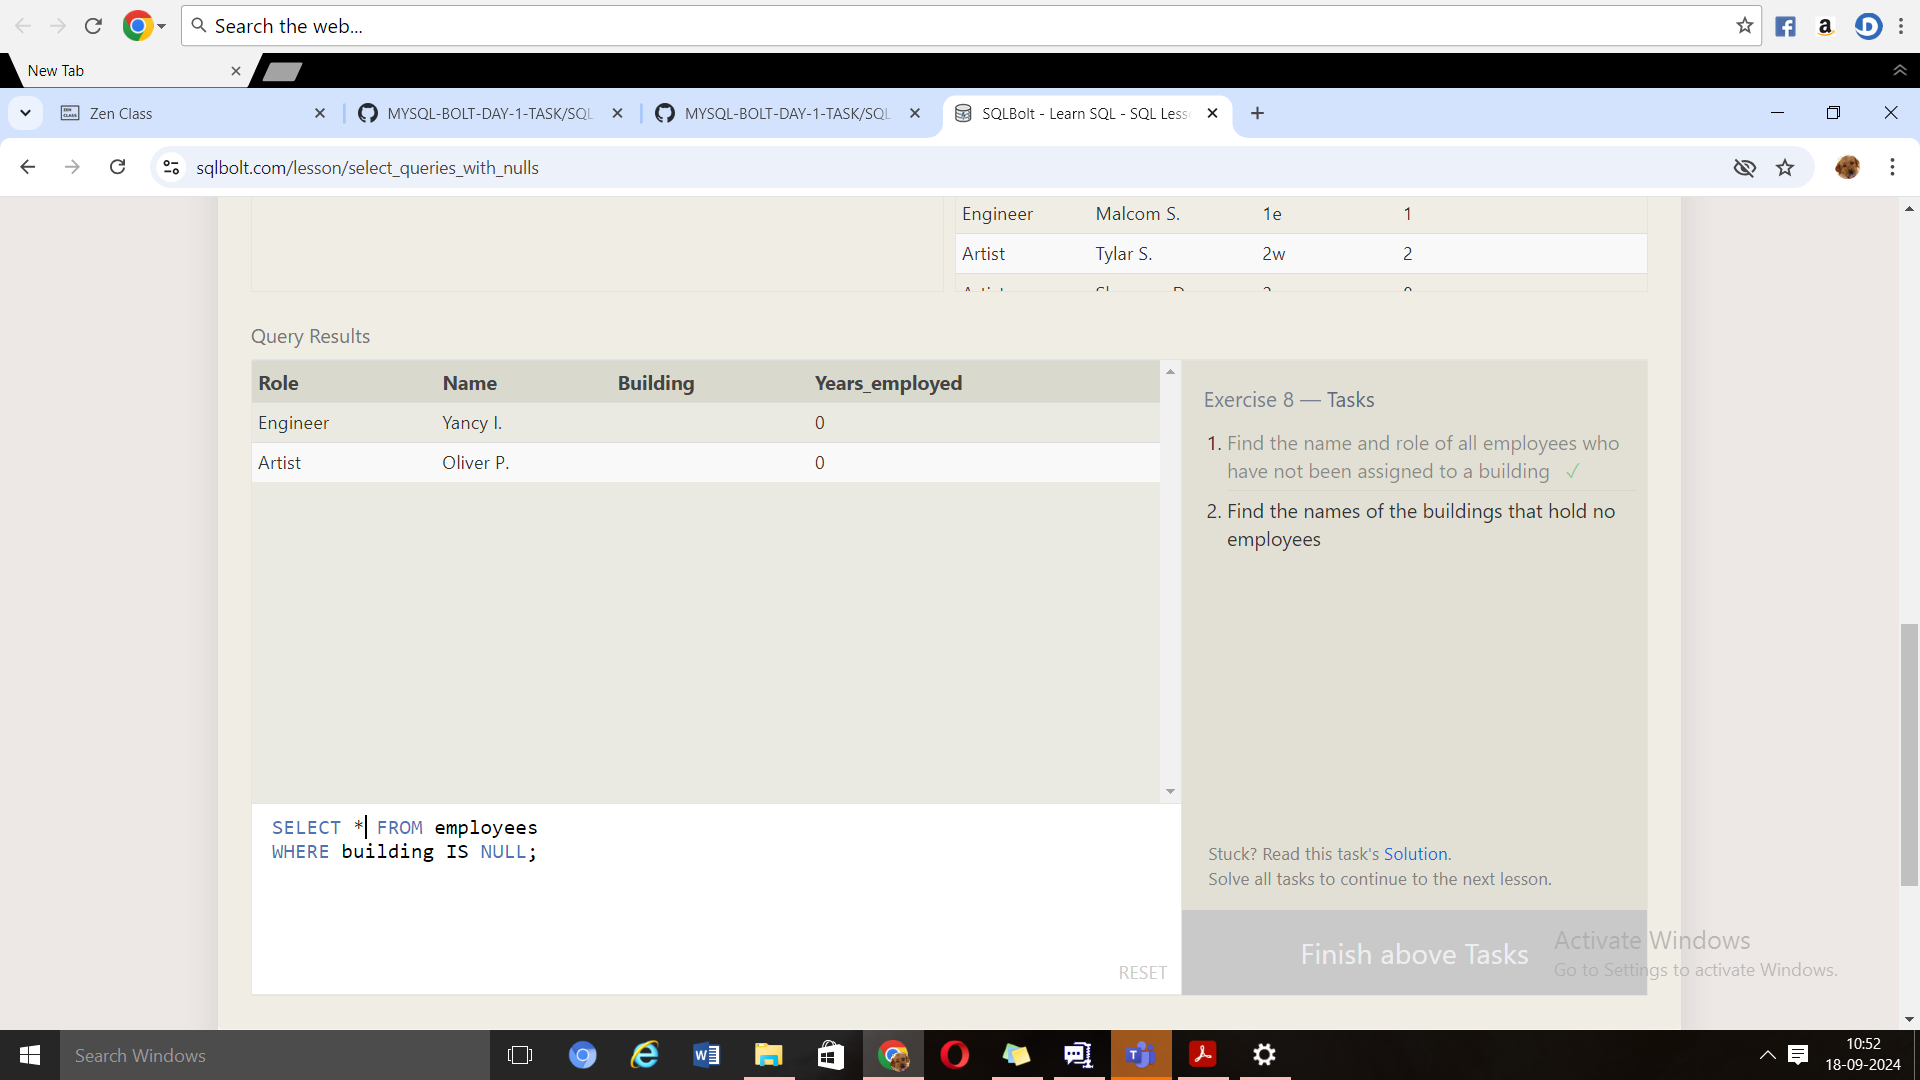 Search the web...
New Tab
Zen Class
MYSQL-BOLT-DAY-1-TASK/SQL
MYSQL-BOLT-DAY-1-TASK/SQL
SQLBolt - Learn SQL - SQL Less
sqlbolt.com/lesson/select_queries_with_nulls
Engineer Malcom S. 1e 1
Artist Tylar S. 2w 2
Query Results
Role Name Building Years_employed
Engineer Yancy I. 0
Artist Oliver P. 0
Exercise 8 — Tasks
1. Find the name and role of all employees who
have not been assigned to a building ✓
2. Find the names of the buildings that hold no
employees
SELECT * FROM employees
WHERE building IS NULL;
RESET
Stuck? Read this task's Solution.
Solve all tasks to continue to the next lesson.
Finish above Tasks
Activate Windows
Go to Settings to activate Windows.
Search Windows
10:52
18-09-2024